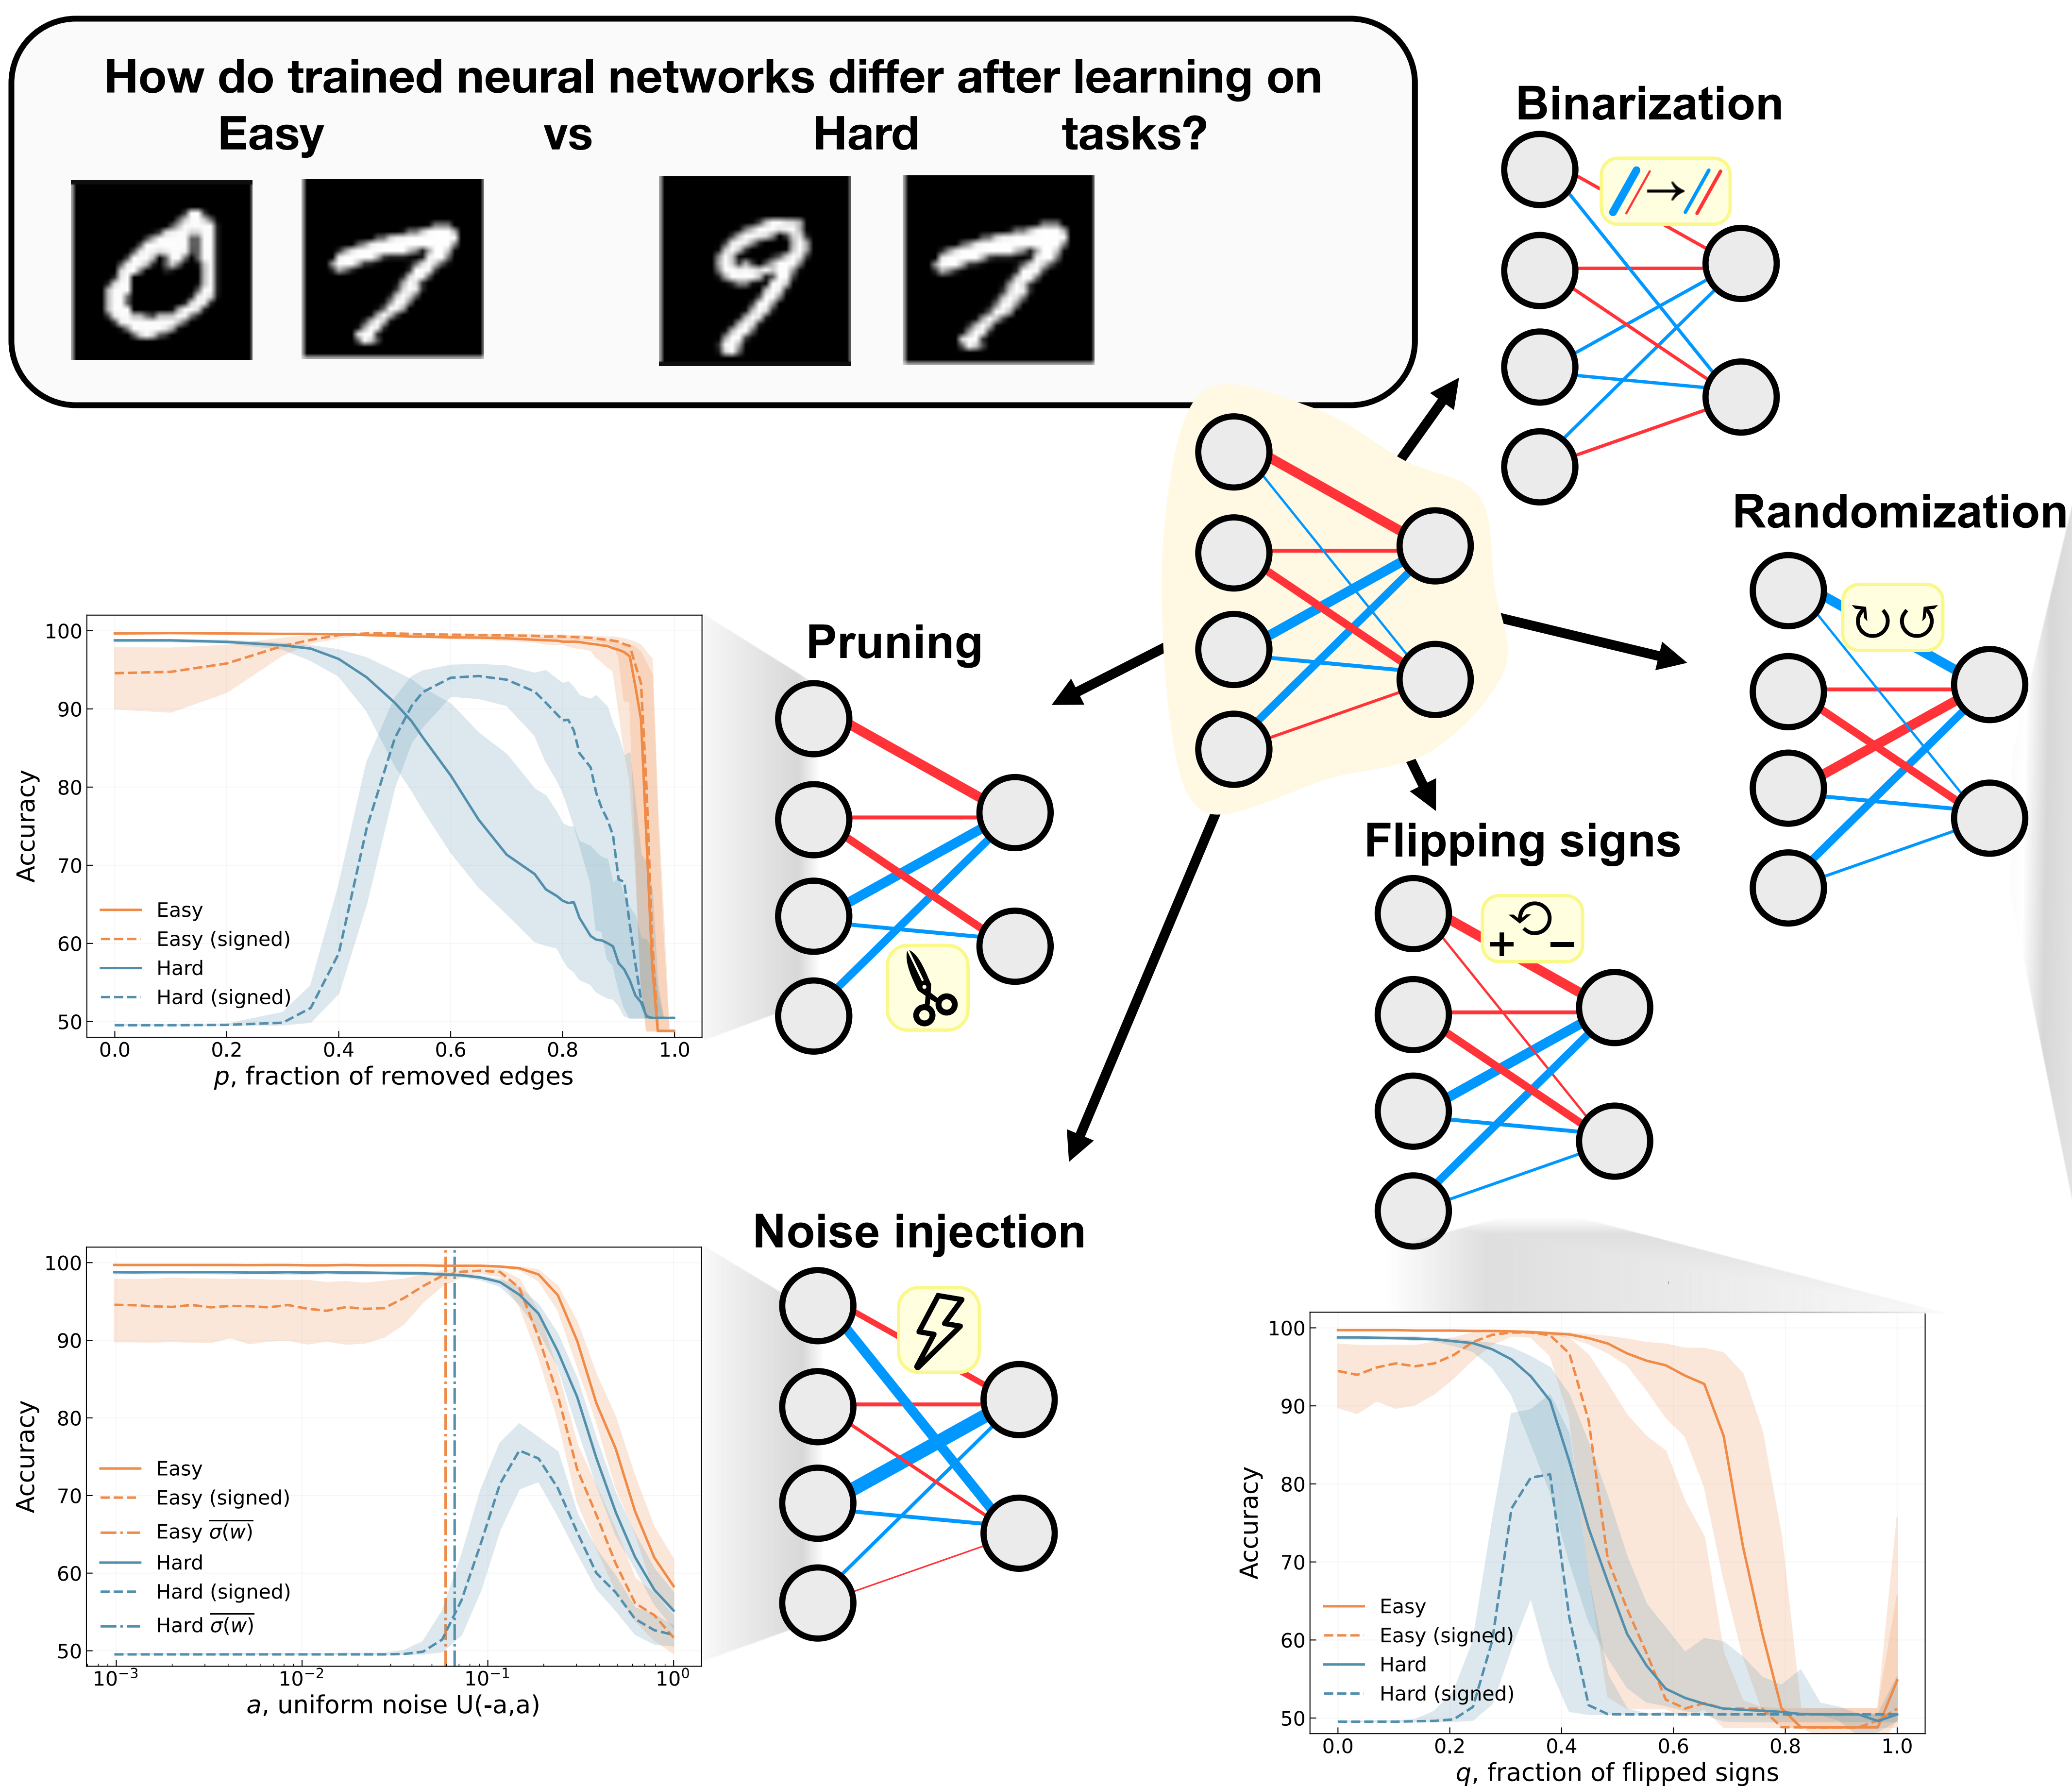 How do trained neural networks differ after learning on
Easy vs Hard tasks?
Binarization
Randomization
Pruning
100
90
80
70
60
50
Accuracy
Easy
Easy (signed)
Hard
Hard (signed)
0.0 0.2 0.4 0.6 0.8 1.0
p, fraction of removed edges
Flipping signs
+ −
Noise injection
100
90
80
70
60
50
Accuracy
Easy
Easy (signed)
Easy σ(w)‾
Hard
Hard (signed)
Hard σ(w)‾
10⁻³ 10⁻² 10⁻¹ 10⁰
a, uniform noise U(-a,a)
100
90
80
70
60
50
Accuracy
Easy
Easy (signed)
Hard
Hard (signed)
0.0 0.2 0.4 0.6 0.8 1.0
q, fraction of flipped signs